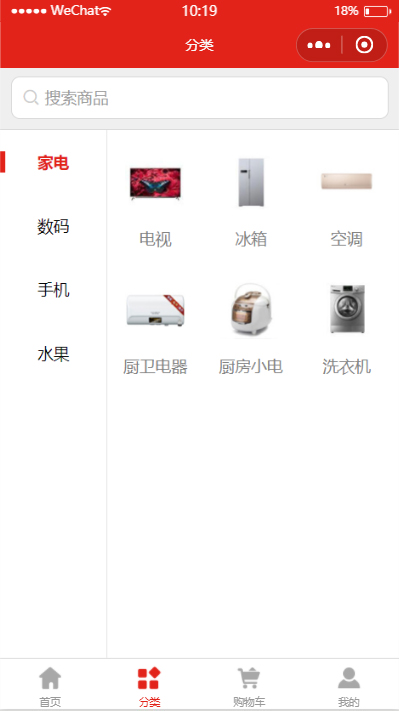 WeChat 10:19 18%
分类
搜索商品
家电
数码
手机
水果
电视 冰箱 空调
厨卫电器 厨房小电 洗衣机
首页 分类 购物车 我的